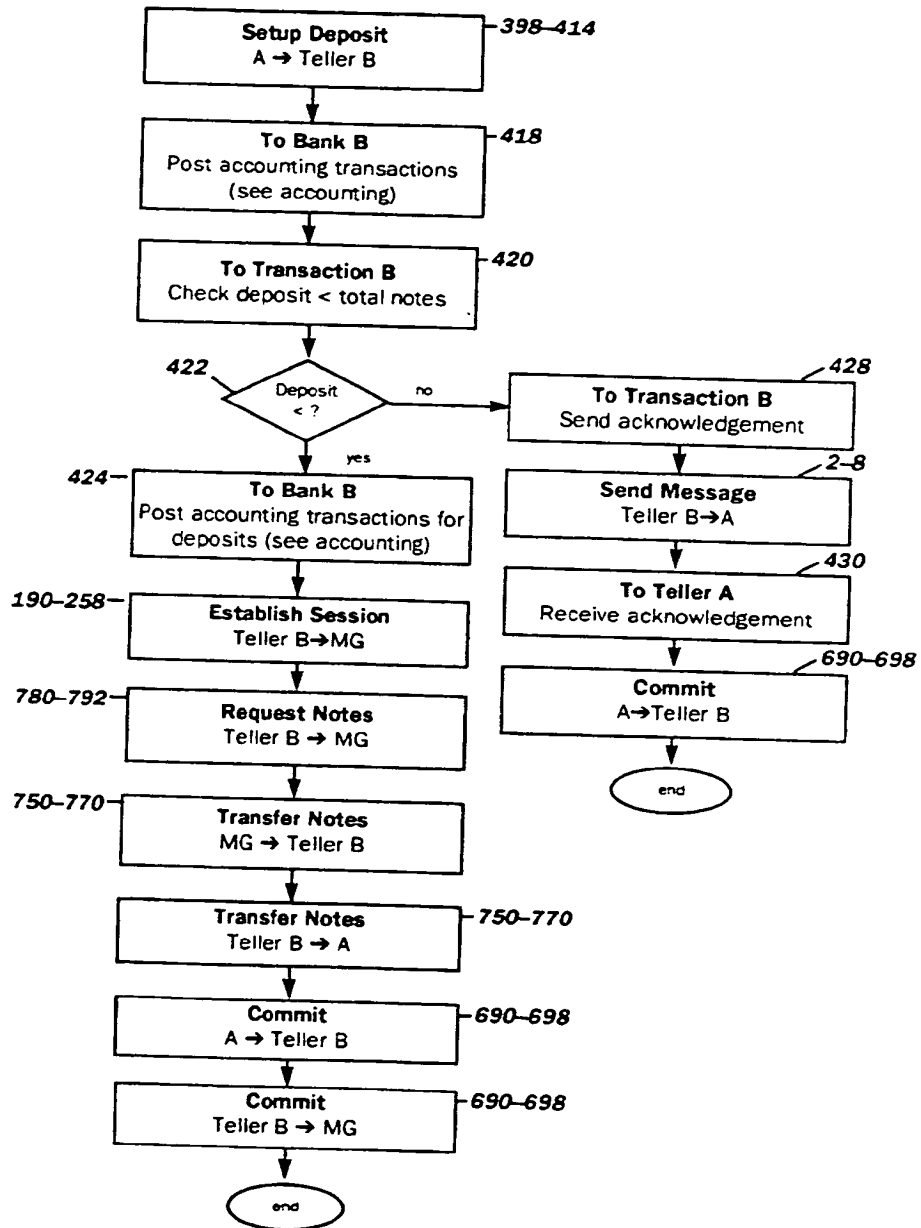 Setup Deposit
A → Teller B
398–414
To Bank B
Post accounting transactions
(see accounting)
418
To Transaction B
Check deposit < total notes
420
422
Deposit
< ?
no
yes
428
To Transaction B
Send acknowledgement
2–8
Send Message
Teller B→A
430
To Teller A
Receive acknowledgement
690–698
Commit
A→Teller B
end
424
To Bank B
Post accounting transactions for
deposits (see accounting)
190–258
Establish Session
Teller B→MG
780–792
Request Notes
Teller B → MG
750–770
Transfer Notes
MG → Teller B
Transfer Notes
Teller B → A
750–770
Commit
A → Teller B
690–698
Commit
Teller B → MG
690–698
end